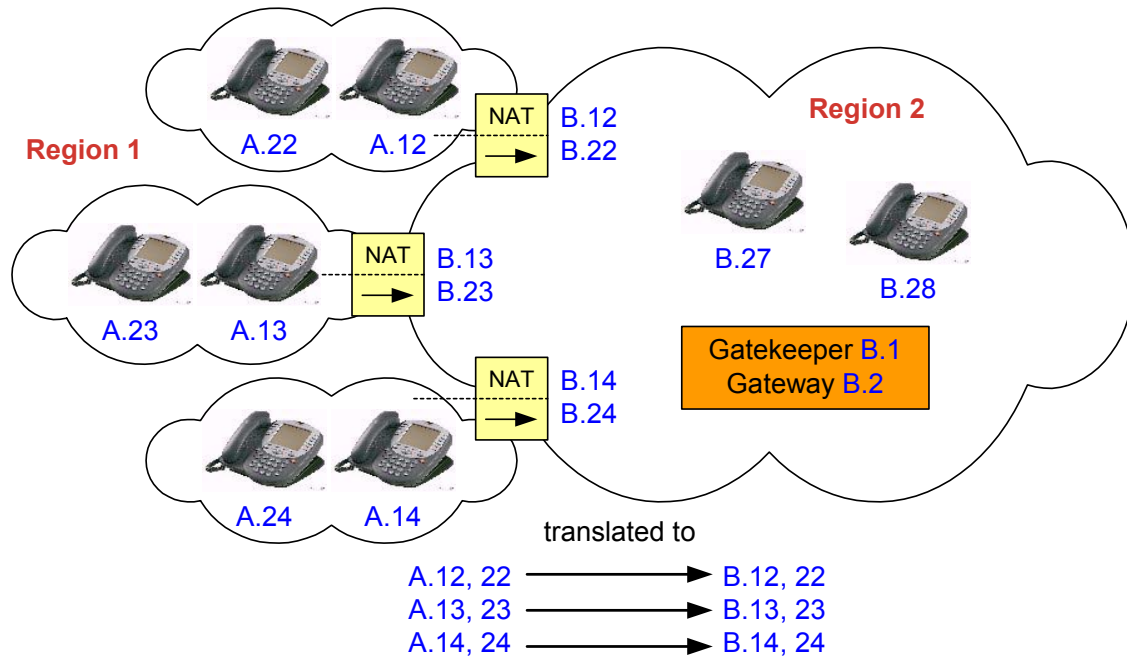 Region 1
A.22
A.12
NAT
B.12
B.22
Region 2
A.23
A.13
NAT
B.13
B.23
B.27
B.28
A.24
A.14
NAT
B.14
B.24
Gatekeeper B.1
Gateway B.2
translated to
A.12, 22 B.12, 22
A.13, 23 B.13, 23
A.14, 24 B.14, 24